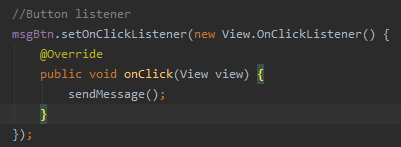 //Button listener
msgBtn.setOnClickListener(new View.OnClickListener() {
    @Override
    public void onClick(View view) {
        sendMessage();
    }
});